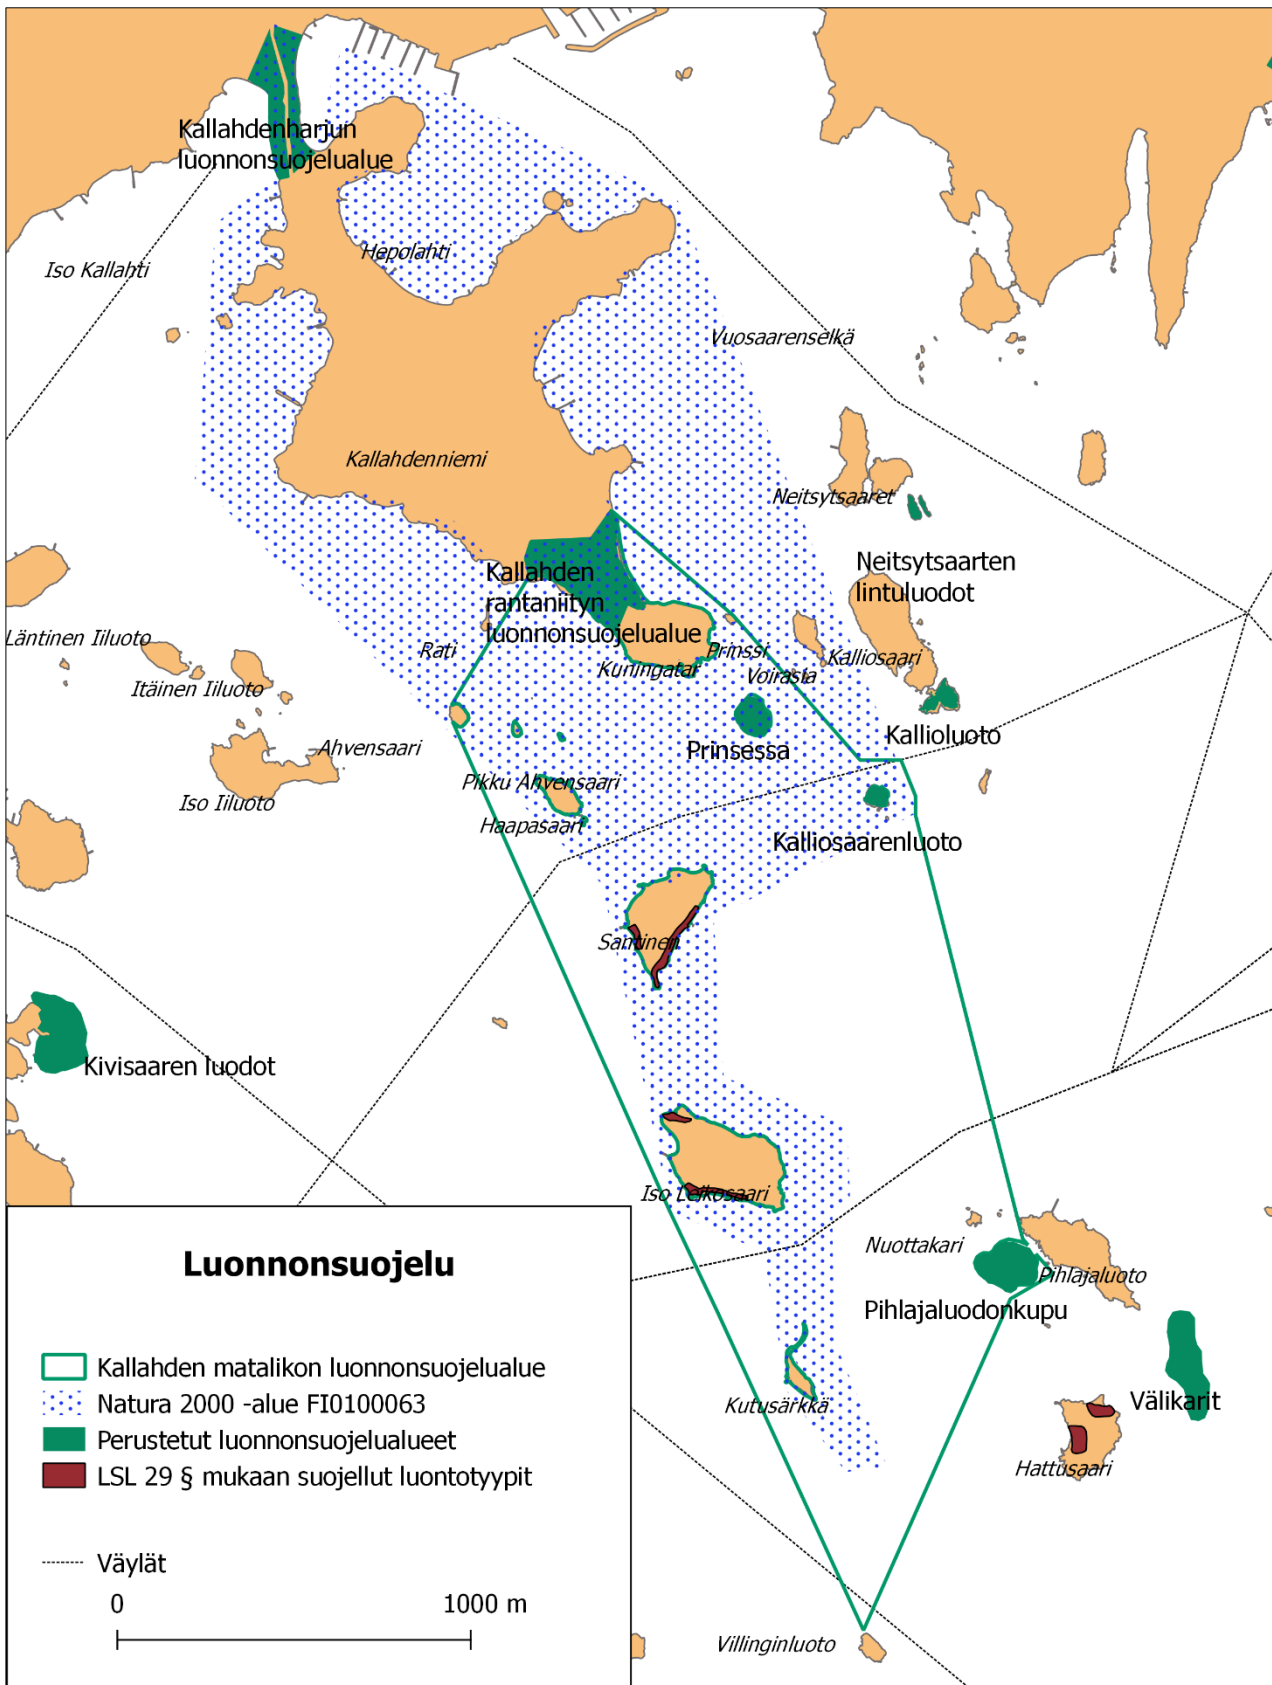 Kallahdenharjun
luonnonsuojelualue
Iso Kallahti
Hepolahti
Vuosaarenselkä
Kallahdenniemi
Neitsytsaaret
Neitsytsaarten
lintuluodot
Kallahden
rantaniityn
luonnonsuojelualue
Läntinen Iiluoto
Rati
Prinssi
Kalliosaari
Kuningatar
Voirasia
Itäinen Iiluoto
Kallioluoto
Ahvensaari
Prinsessa
Pikku Ahvensaari
Iso Iiluoto
Haapasaari
Kalliosaarenluoto
Santinen
Kivisaaren luodot
Iso Leikosaari
Nuottakari
Pihlajaluoto
Pihlajaluodonkupu
Välikarit
Kutusärkkä
Hattusaari
Villinginluoto
Luonnonsuojelu
Kallahden matalikon luonnonsuojelualue
Natura 2000 -alue FI0100063
Perustetut luonnonsuojelualueet
LSL 29 § mukaan suojellut luontotyypit
Väylät
0 1000 m